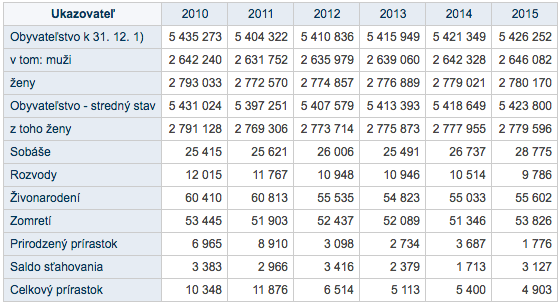 Ukazovateľ 2010 2011 2012 2013 2014 2015
Obyvateľstvo k 31. 12. 1) 5 435 273 5 404 322 5 410 836 5 415 949 5 421 349 5 426 252
v tom: muži 2 642 240 2 631 752 2 635 979 2 639 060 2 642 328 2 646 082
ženy 2 793 033 2 772 570 2 774 857 2 776 889 2 779 021 2 780 170
Obyvateľstvo - stredný stav 5 431 024 5 397 251 5 407 579 5 413 393 5 418 649 5 423 800
z toho ženy 2 791 128 2 769 306 2 773 714 2 775 873 2 777 955 2 779 596
Sobáše 25 415 25 621 26 006 25 491 26 737 28 775
Rozvody 12 015 11 767 10 948 10 946 10 514 9 786
Živonarodení 60 410 60 813 55 535 54 823 55 033 55 602
Zomretí 53 445 51 903 52 437 52 089 51 346 53 826
Prirodzený prírastok 6 965 8 910 3 098 2 734 3 687 1 776
Saldo sťahovania 3 383 2 966 3 416 2 379 1 713 3 127
Celkový prírastok 10 348 11 876 6 514 5 113 5 400 4 903